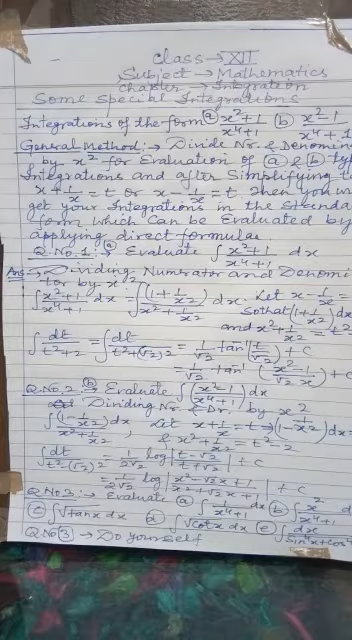 Class → XII
Subject → Mathematics
Chapter → Integration
Some Special Integrations
Integrations of the form (a) x²+1/x⁴+1 (b) x²-1/x⁴+1
General Method:→ Divide Nr. & Denomin
by x² for Evaluation of (a) & (b) ty
Integrations and after Simplifying
x+1/x = t or x-1/x = t Then you w
get your Integrations in the Standa
form which can be Evaluated by
applying direct formulae.
Q.No.1:→ (a) Evaluate ∫ x²+1/x⁴+1 dx
Ans:→ Dividing Numerator and Denomi
tor by x²
∫ x²+1/x⁴+1 dx = ∫ (1+1/x²)/x²+1/x² dx. Let x-1/x =
So that (1+1/x²) dx
and x²+1/x² = t²
∫ dt/t²+2 = ∫ dt/t²+(√2)² = 1/√2 tan⁻¹(t/√2) + c
= 1/√2 tan⁻¹(x²-1/√2 x) + c
Q.No.2 (b) → Evaluate ∫ (x²-1/x⁴+1) dx
Dividing Nr. & Dr. by x²
∫ (1-1/x²)dx/x²+1/x² Let x+1/x = t ⇒ (1-1/x²)dx =
& x²+1/x² = t²-2
∫ dt/t²-(√2)² = 1/2√2 log |t-√2/t+√2| + c
= 1/2√2 log |x²-√2x+1/x²+√2x+1| + c
Q.No.3:→ Evaluate (a) ∫ x²/x⁴+1 dx (b) ∫ /x⁴+1
(c) ∫√tanx dx (d) ∫√cotx dx (e) ∫ dx/sin⁴x+cos⁴
Q.No (3) → Do yourself